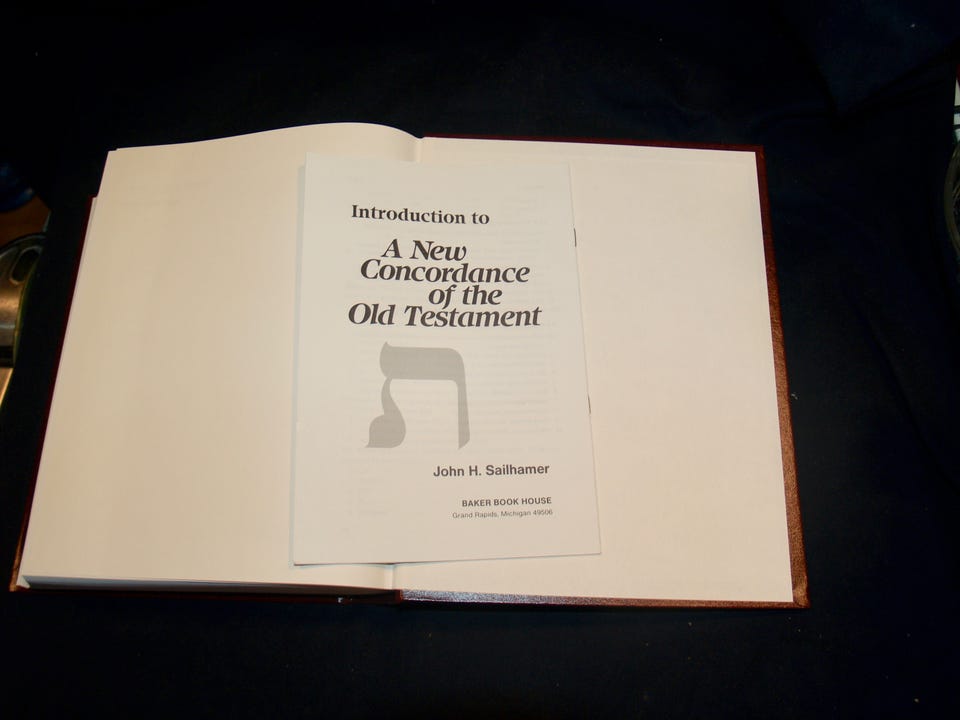 Introduction to
A New
Concordance
of the
Old Testament
ת
John H. Sailhamer
BAKER BOOK HOUSE
Grand Rapids, Michigan 49506